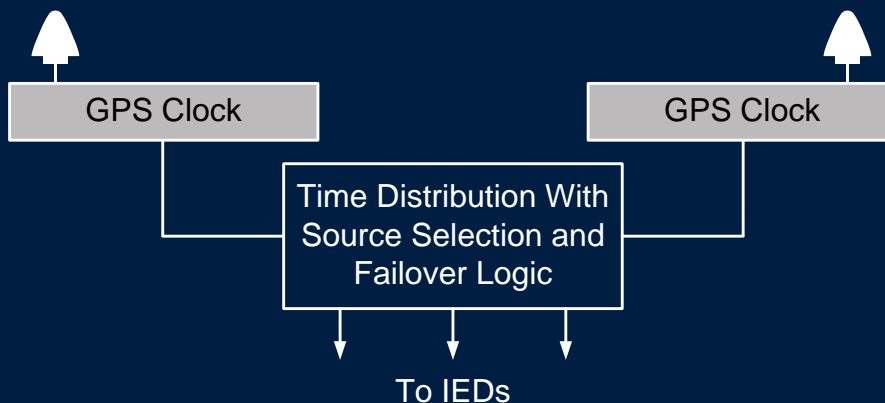 GPS Clock
GPS Clock
Time Distribution With
Source Selection and
Failover Logic
To IEDs